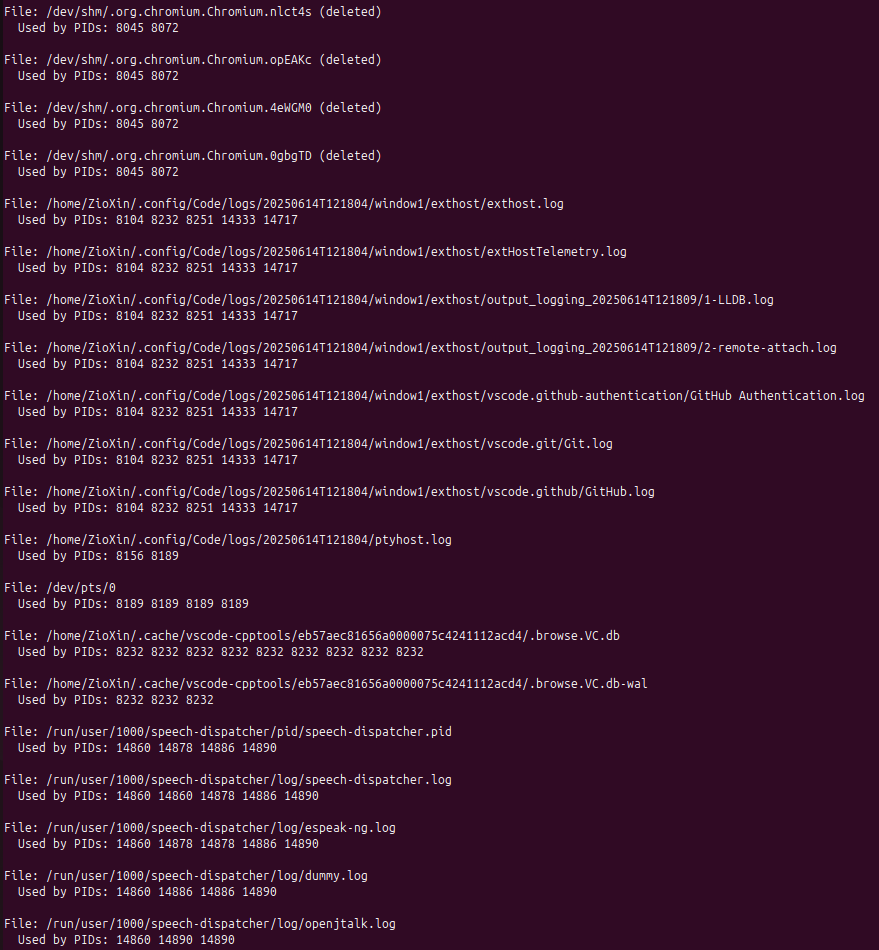 File: /dev/shm/.org.chromium.Chromium.nlct4s (deleted)
Used by PIDs: 8045 8072
File: /dev/shm/.org.chromium.Chromium.opEAKc (deleted)
Used by PIDs: 8045 8072
File: /dev/shm/.org.chromium.Chromium.4eWGM0 (deleted)
Used by PIDs: 8045 8072
File: /dev/shm/.org.chromium.Chromium.0gbgTD (deleted)
Used by PIDs: 8045 8072
File: /home/ZioXin/.config/Code/logs/20250614T121804/window1/exthost/exthost.log
Used by PIDs: 8104 8232 8251 14333 14717
File: /home/ZioXin/.config/Code/logs/20250614T121804/window1/exthost/extHostTelemetry.log
Used by PIDs: 8104 8232 8251 14333 14717
File: /home/ZioXin/.config/Code/logs/20250614T121804/window1/exthost/output_logging_20250614T121809/1-LLDB.log
Used by PIDs: 8104 8232 8251 14333 14717
File: /home/ZioXin/.config/Code/logs/20250614T121804/window1/exthost/output_logging_20250614T121809/2-remote-attach.log
Used by PIDs: 8104 8232 8251 14333 14717
File: /home/ZioXin/.config/Code/logs/20250614T121804/window1/exthost/vscode.github-authentication/GitHub Authentication.log
Used by PIDs: 8104 8232 8251 14333 14717
File: /home/ZioXin/.config/Code/logs/20250614T121804/window1/exthost/vscode.git/Git.log
Used by PIDs: 8104 8232 8251 14333 14717
File: /home/ZioXin/.config/Code/logs/20250614T121804/window1/exthost/vscode.github/GitHub.log
Used by PIDs: 8104 8232 8251 14333 14717
File: /home/ZioXin/.config/Code/logs/20250614T121804/ptyhost.log
Used by PIDs: 8156 8189
File: /dev/pts/0
Used by PIDs: 8189 8189 8189 8189
File: /home/ZioXin/.cache/vscode-cpptools/eb57aec81656a0000075c4241112acd4/.browse.VC.db
Used by PIDs: 8232 8232 8232 8232 8232 8232 8232 8232 8232
File: /home/ZioXin/.cache/vscode-cpptools/eb57aec81656a0000075c4241112acd4/.browse.VC.db-wal
Used by PIDs: 8232 8232 8232
File: /run/user/1000/speech-dispatcher/pid/speech-dispatcher.pid
Used by PIDs: 14860 14878 14886 14890
File: /run/user/1000/speech-dispatcher/log/speech-dispatcher.log
Used by PIDs: 14860 14860 14878 14886 14890
File: /run/user/1000/speech-dispatcher/log/espeak-ng.log
Used by PIDs: 14860 14878 14878 14886 14890
File: /run/user/1000/speech-dispatcher/log/dummy.log
Used by PIDs: 14860 14886 14886 14890
File: /run/user/1000/speech-dispatcher/log/openjtalk.log
Used by PIDs: 14860 14890 14890